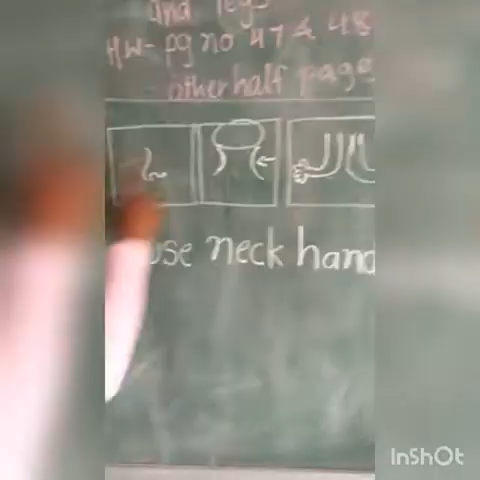 and legs
HW - pg no 47 & 48
- other half page
use neck hand
InShOt